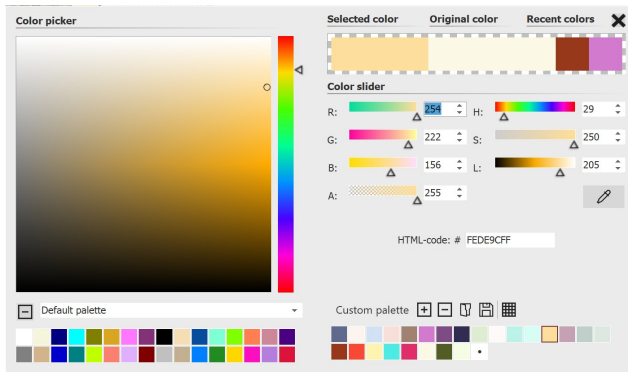 Color picker
Selected color Original color Recent colors
Color slider
R: 254 H: 29
G: 222 S: 250
B: 156 L: 205
A: 255
HTML-code: # FEDE9CFF
Default palette
Custom palette